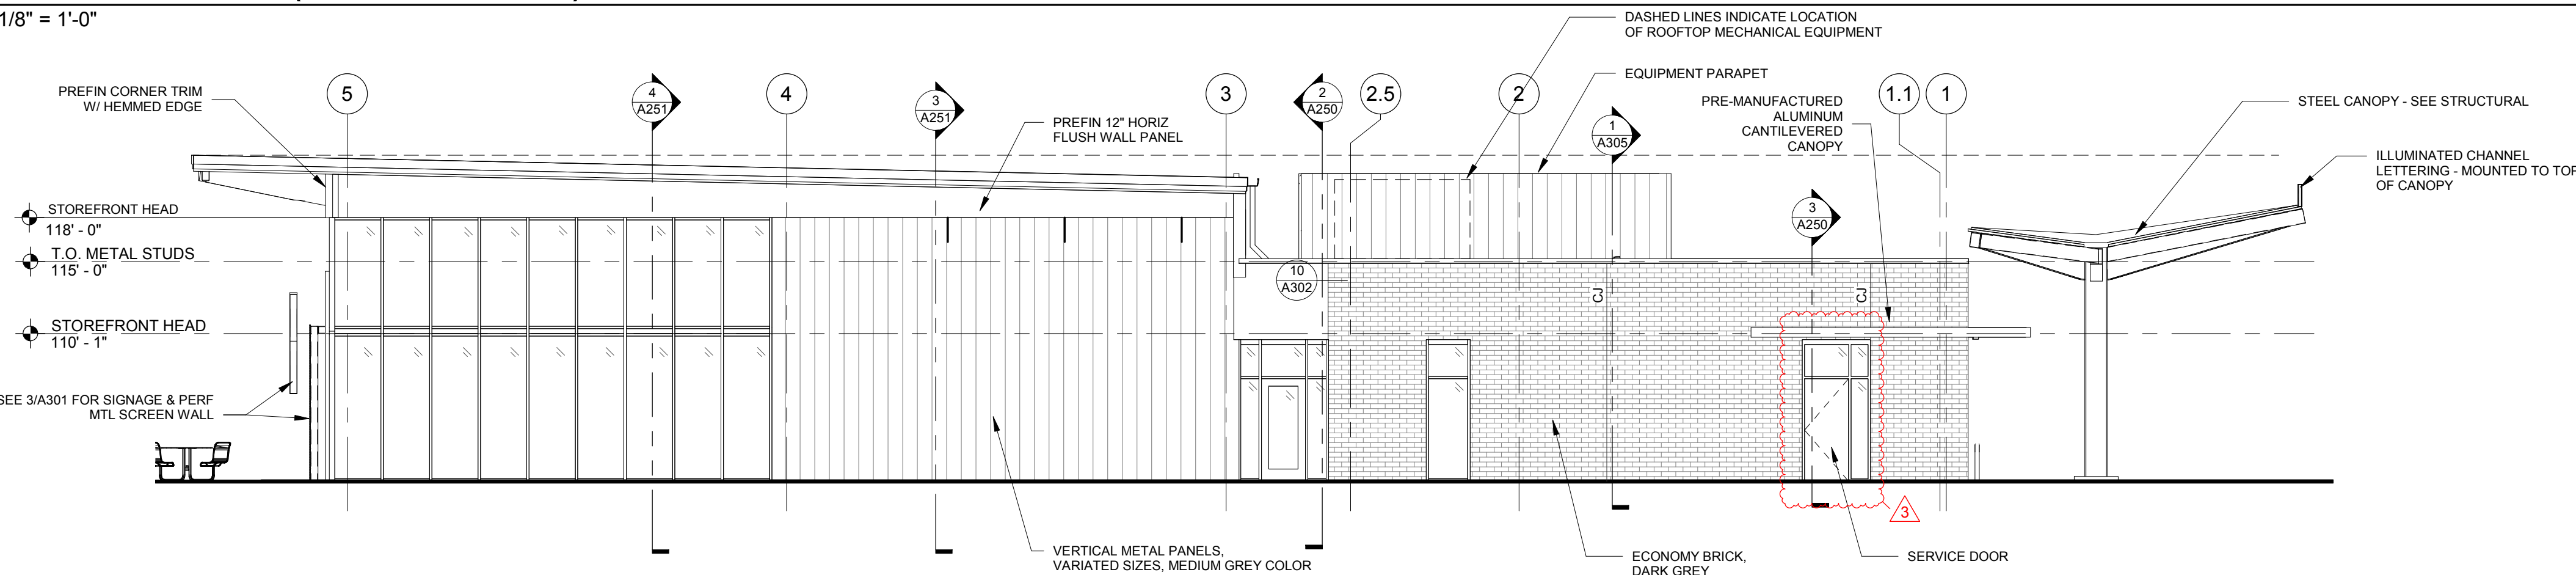 1/8" = 1'-0"
DASHED LINES INDICATE LOCATION
OF ROOFTOP MECHANICAL EQUIPMENT
EQUIPMENT PARAPET
PREFIN CORNER TRIM
W/ HEMMED EDGE
5
4
A251
4
3
A251
PREFIN 12" HORIZ
FLUSH WALL PANEL
3
2
A250
2.5
2
1
A305
PRE-MANUFACTURED
ALUMINUM
CANTILEVERED
CANOPY
1.1
1
STEEL CANOPY - SEE STRUCTURAL
ILLUMINATED CHANNEL
LETTERING - MOUNTED TO TOP
OF CANOPY
3
A250
STOREFRONT HEAD
118' - 0"
T.O. METAL STUDS
115' - 0"
10
A302
CJ
CJ
STOREFRONT HEAD
110' - 1"
SEE 3/A301 FOR SIGNAGE & PERF
MTL SCREEN WALL
3
VERTICAL METAL PANELS,
VARIATED SIZES, MEDIUM GREY COLOR
ECONOMY BRICK,
DARK GREY
SERVICE DOOR